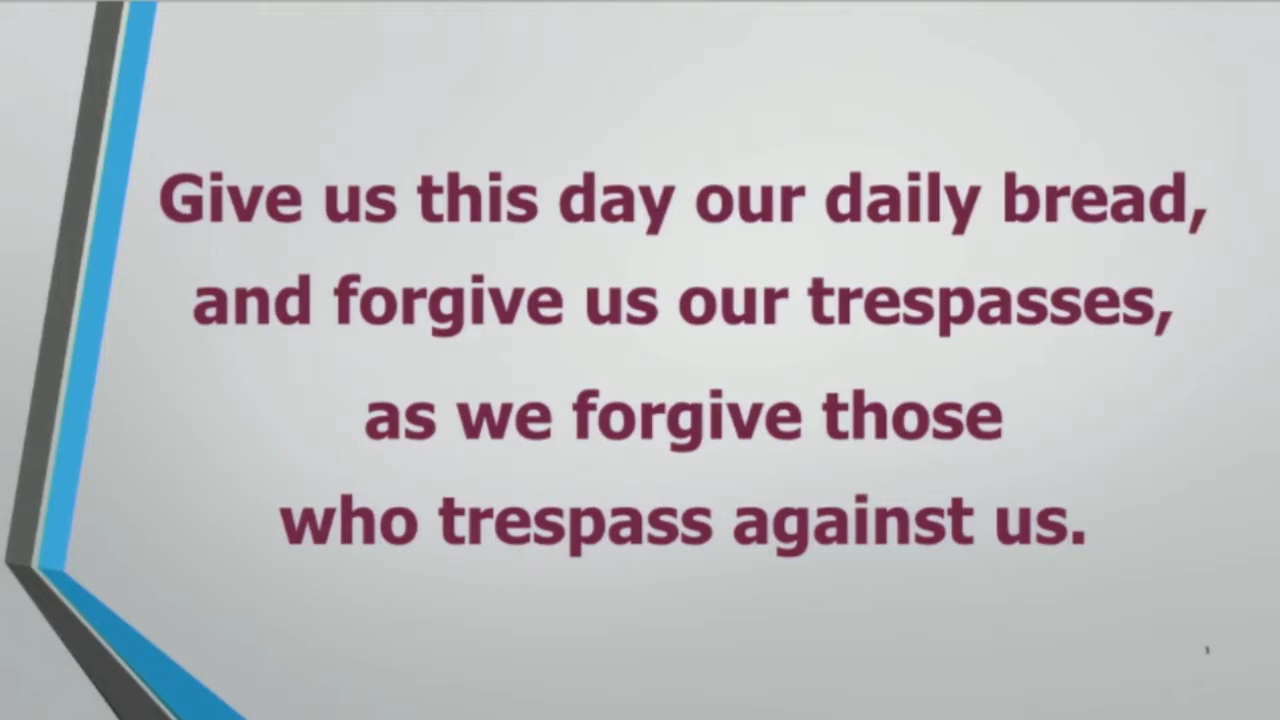 Give us this day our daily bread,
and forgive us our trespasses,
as we forgive those
who trespass against us.